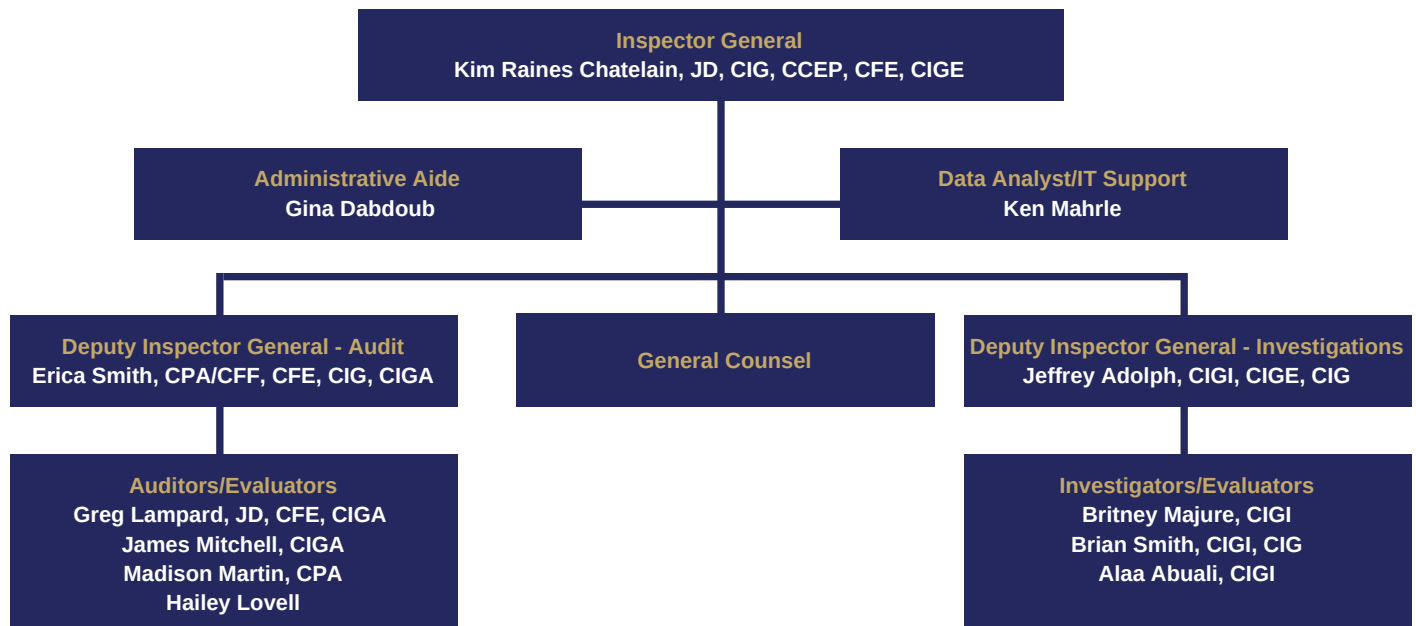 Inspector General
Kim Raines Chatelain, JD, CIG, CCEP, CFE, CIGE
Administrative Aide
Gina Dabdoub
Data Analyst/IT Support
Ken Mahrle
Deputy Inspector General - Audit
Erica Smith, CPA/CFF, CFE, CIG, CIGA
General Counsel
Deputy Inspector General - Investigations
Jeffrey Adolph, CIGI, CIGE, CIG
Auditors/Evaluators
Greg Lampard, JD, CFE, CIGA
James Mitchell, CIGA
Madison Martin, CPA
Hailey Lovell
Investigators/Evaluators
Britney Majure, CIGI
Brian Smith, CIGI, CIG
Alaa Abuali, CIGI